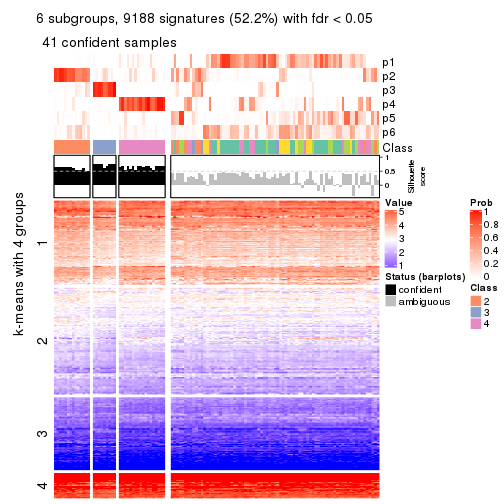 6 subgroups, 9188 signatures (52.2%) with fdr < 0.05
41 confident samples
p1
p2
p3
p4
p5
p6
Class
1
0.5
0
Silhouette
score
k-means with 4 groups
1
2
3
4
Value
5
4
3
2
1
Status (barplots)
confident
ambiguous
Prob
1
0.8
0.6
0.4
0.2
0
Class
2
3
4